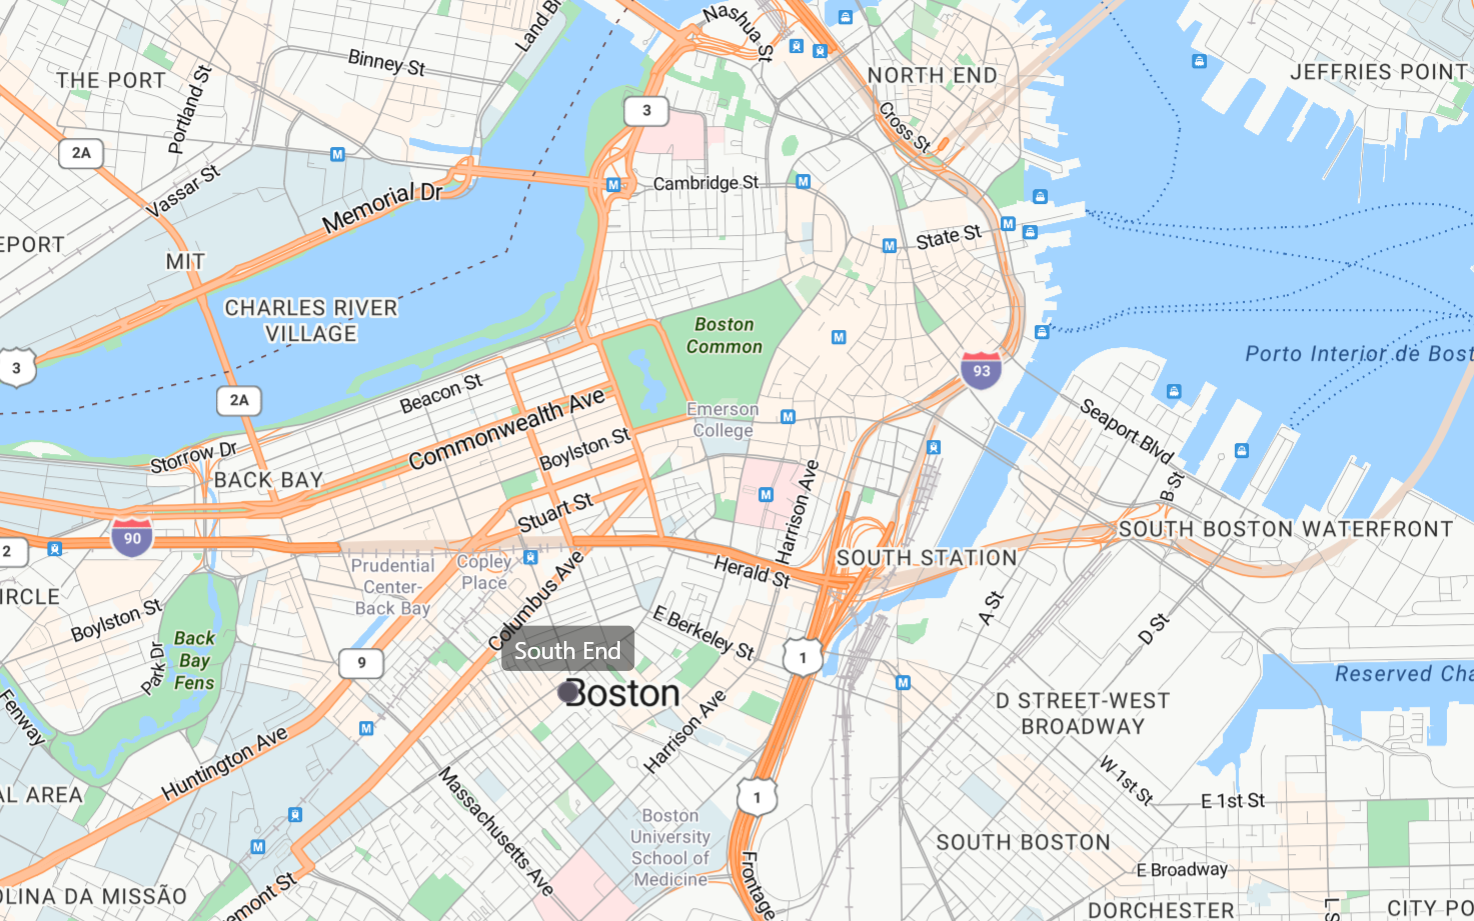 Nashua St
Land B
THE PORT
Binney St
Portland St
NORTH END
JEFFRIES POINT
3
Cross St
2A
M
M
M
Vassar St
Memorial Dr
Cambridge St
State St
M
M
EPORT
MIT
CHARLES RIVER
VILLAGE
Boston
Common
3
93
Porto Interior de Bost
Beacon St
2A
Commonwealth Ave
Emerson
College
M
Seaport Blvd
Boylston St
Storrow Dr
BACK BAY
M
Harrison Ave
B St
Stuart St
SOUTH BOSTON WATERFRONT
90
2
SOUTH STATION
Prudential
Center-
Back Bay
Copley
Place
Herald St
IRCLE
Boylston St
Columbus Ave
E Berkeley St
A St
D St
Back
Bay
Fens
Park Dr
South End
9
1
M
Reserved Cha
Boston
D STREET-WEST
BROADWAY
Fenway
M
Harrison Ave
Huntington Ave
W 1st St
AL AREA
Massachusetts Ave
1
E 1st St
Boston
University
School of
Medicine
SOUTH BOSTON
M
E Broadway
Frontage
OLINA DA MISSÃO
emont St
L S
DORCHESTER
CITY PO